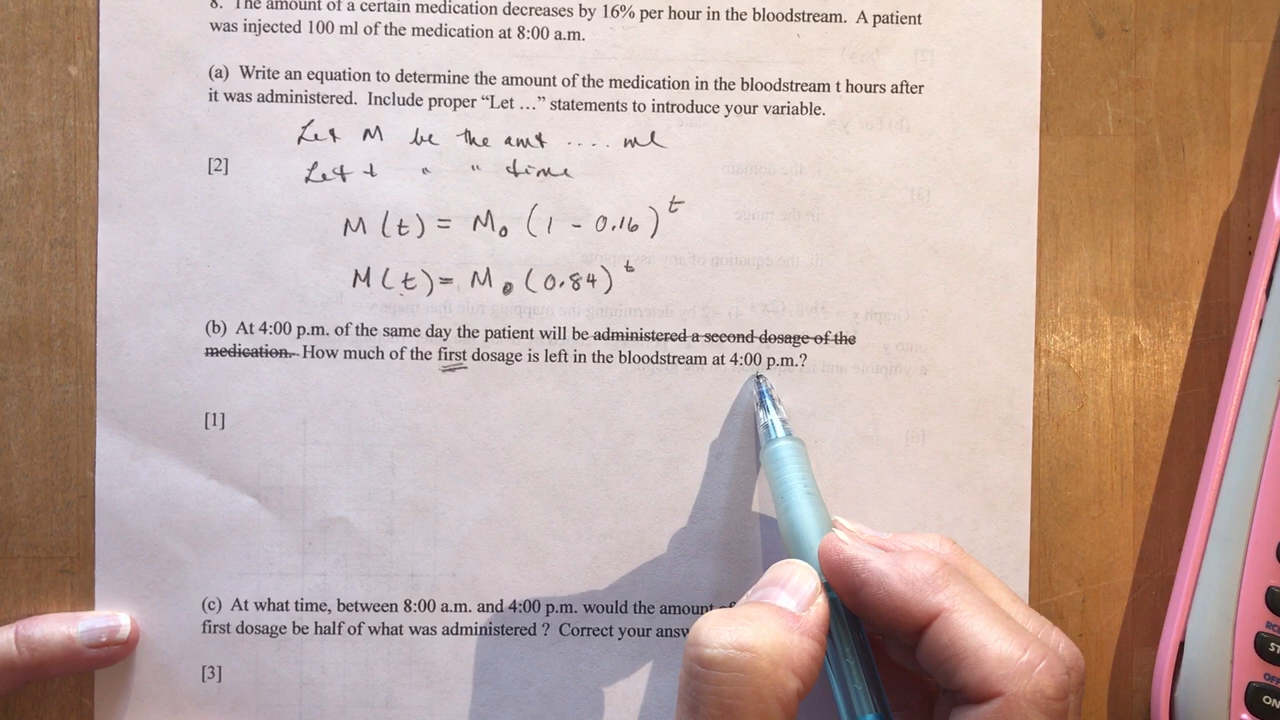 8. The amount of a certain medication decreases by 16% per hour in the bloodstream. A patient
was injected 100 ml of the medication at 8:00 a.m.
(a) Write an equation to determine the amount of the medication in the bloodstream t hours after
it was administered. Include proper “Let …” statements to introduce your variable.
Let M be the amt .... ml
[2]
Let t " " time
M(t) = M₀ (1 - 0.16)^t
M(t) = M₀ (0.84)^t
(b) At 4:00 p.m. of the same day the patient will be administered a second dosage of the
medication. How much of the first dosage is left in the bloodstream at 4:00 p.m.?
[1]
(c) At what time, between 8:00 a.m. and 4:00 p.m. would the amount
first dosage be half of what was administered ? Correct your
[3]
ON